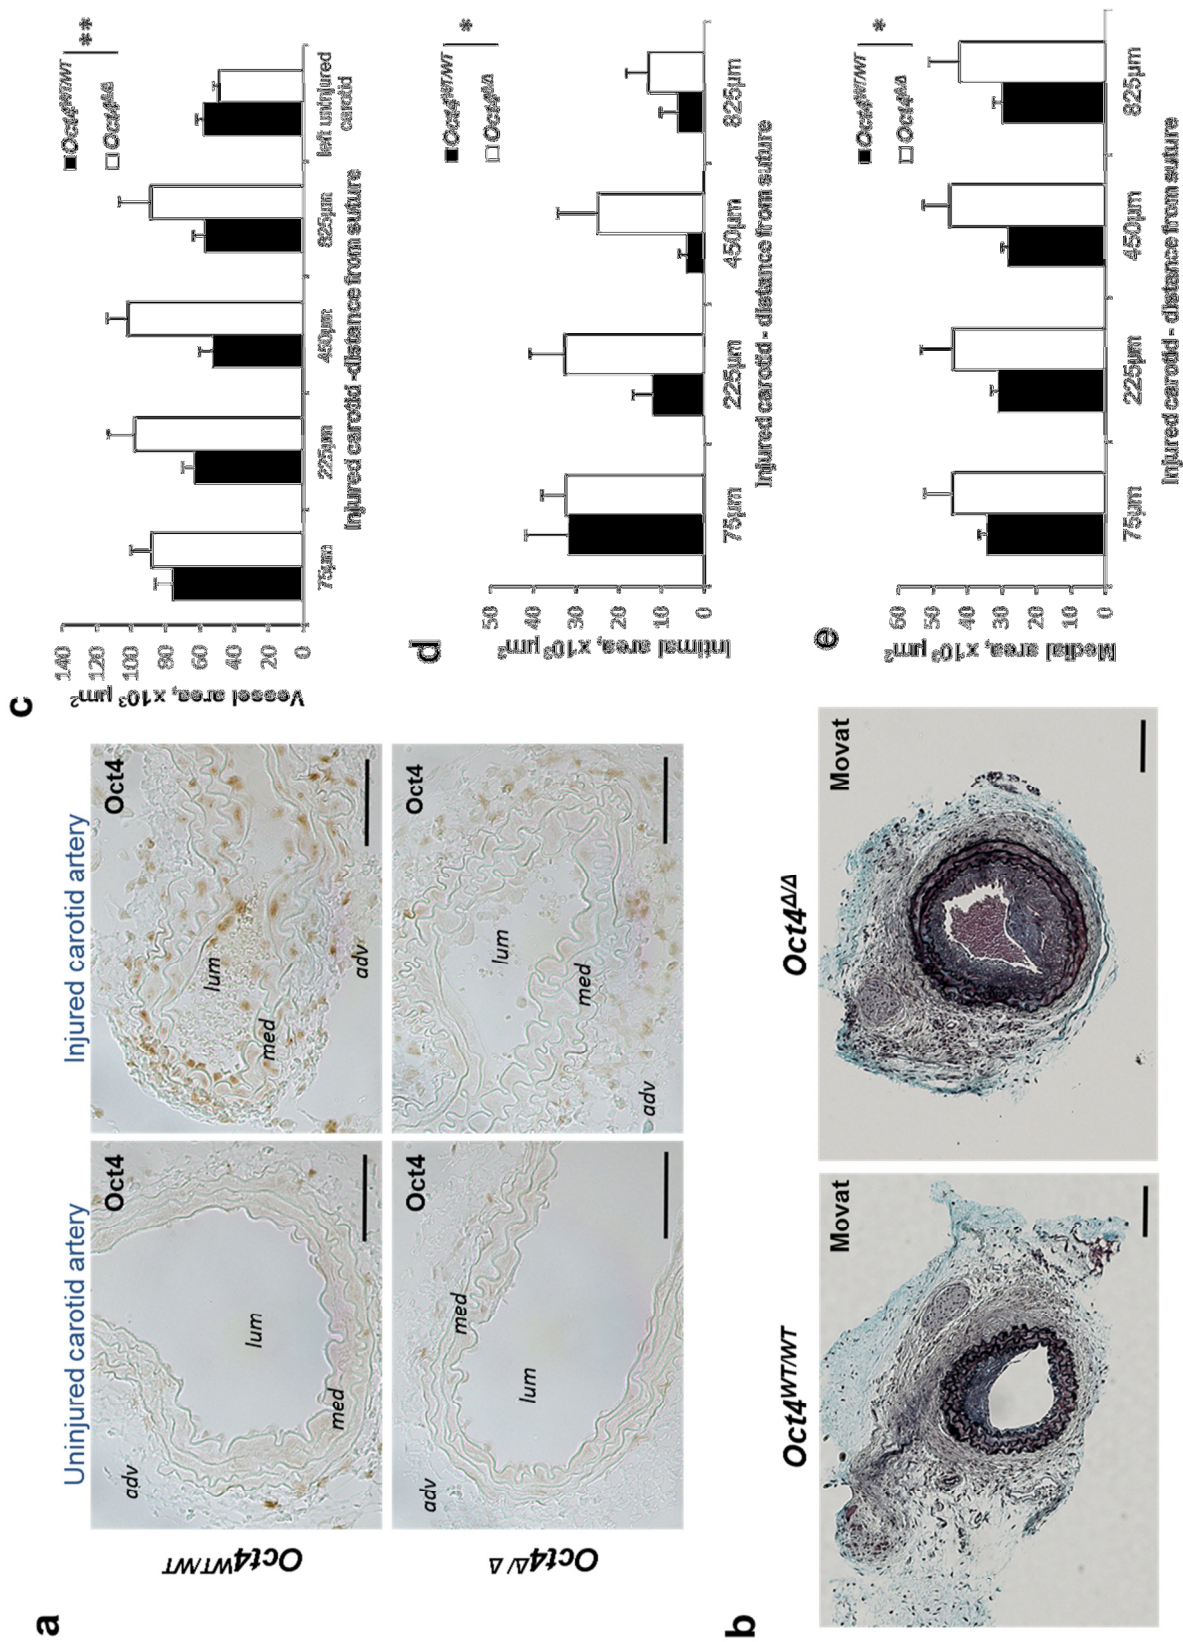 a
Uninjured carotid artery
Injured carotid artery
Oct4WT/WT
adv
lum
med
Oct4
lum
med
adv
Oct4
Oct4Δ/Δ
adv
lum
med
Oct4
lum
med
adv
Oct4
b
Oct4WT/WT
Oct4Δ/Δ
Movat
Movat
c
Vessel area, x10³ μm²
140
120
100
80
60
40
20
0
Oct4WT/WT
Oct4Δ/Δ
**
75μm
225μm
450μm
825μm
left uninjured
carotid
Injured carotid -distance from suture
d
Intimal area, x10³ μm²
50
40
30
20
10
0
Oct4WT/WT
Oct4Δ/Δ
*
75μm
225μm
450μm
825μm
Injured carotid - distance from suture
e
Medial area, x10³ μm²
60
50
40
30
20
10
0
Oct4WT/WT
Oct4Δ/Δ
*
75μm
225μm
450μm
825μm
Injured carotid - distance from suture